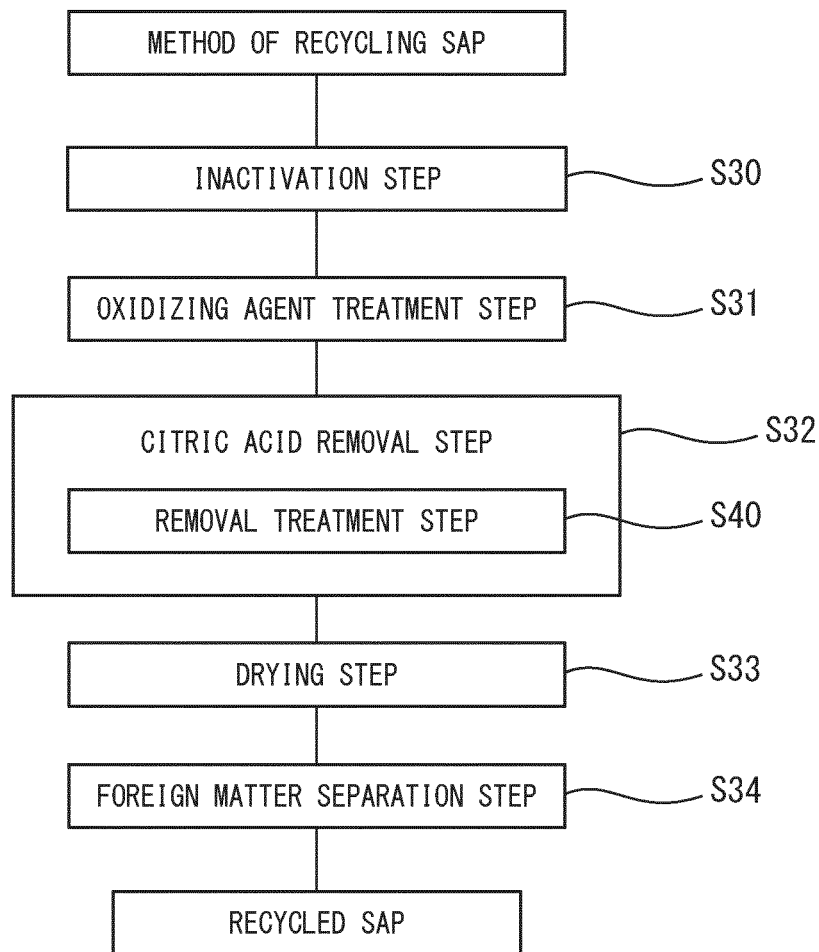 METHOD OF RECYCLING SAP
INACTIVATION STEP
S30
OXIDIZING AGENT TREATMENT STEP
S31
CITRIC ACID REMOVAL STEP
S32
REMOVAL TREATMENT STEP
S40
DRYING STEP
S33
FOREIGN MATTER SEPARATION STEP
S34
RECYCLED SAP